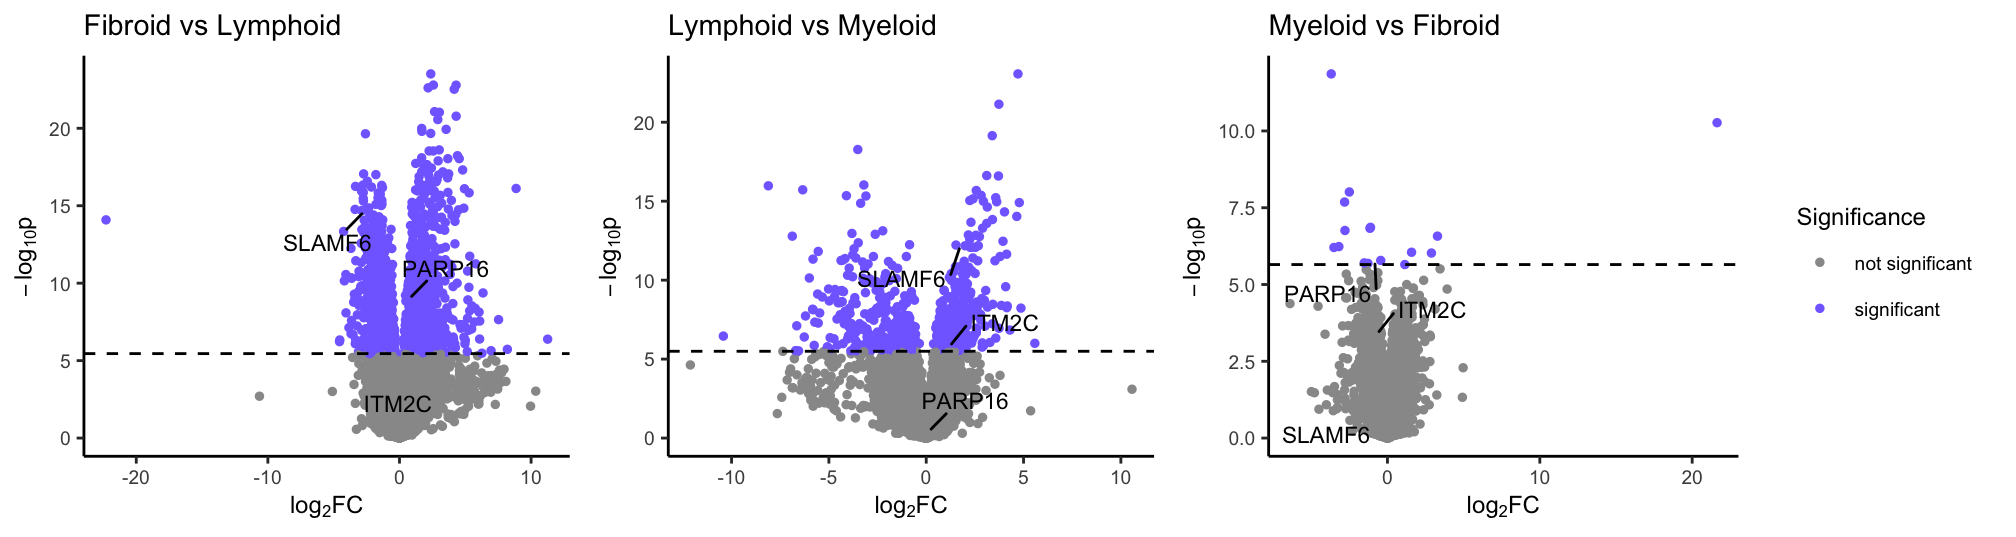 Fibroid vs Lymphoid
− log10p
20
15
10
5
0
SLAMF6
PARP16
ITM2C
-20 -10 0 10
log2FC
Lymphoid vs Myeloid
− log10p
20
15
10
5
0
SLAMF6
ITM2C
PARP16
-10 -5 0 5 10
log2FC
Myeloid vs Fibroid
− log10p
10.0
7.5
5.0
2.5
0.0
PARP16
ITM2C
SLAMF6
0 10 20
log2FC
Significance
not significant
significant